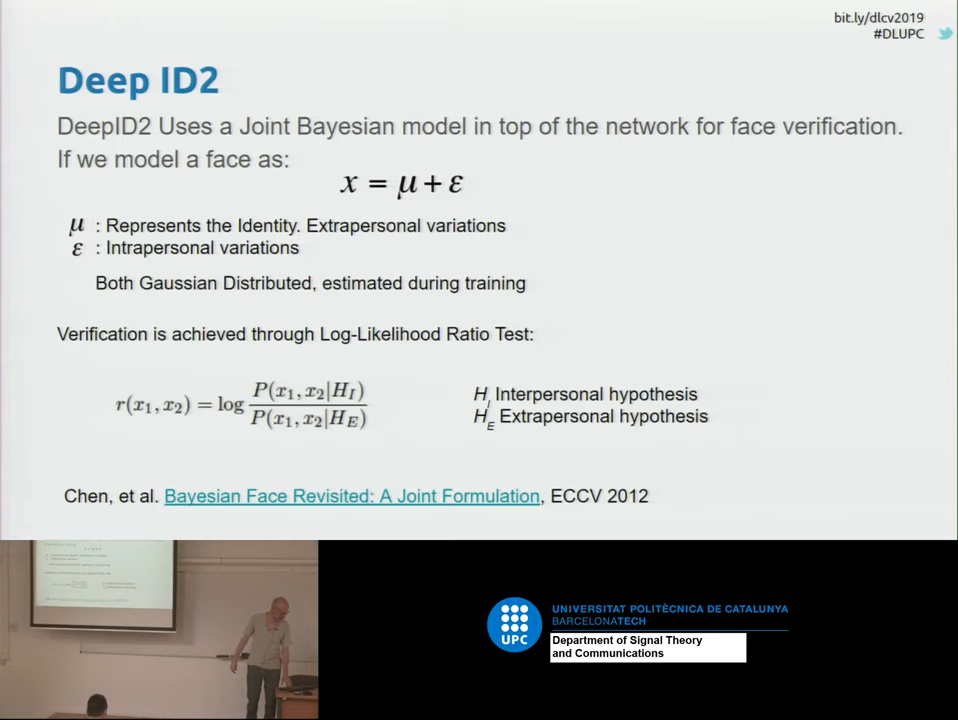 bit.ly/dlcv2019
#DLUPC
Deep ID2
DeepID2 Uses a Joint Bayesian model in top of the network for face verification.
If we model a face as:
x = μ + ε
μ : Represents the Identity. Extrapersonal variations
ε : Intrapersonal variations
Both Gaussian Distributed, estimated during training
Verification is achieved through Log-Likelihood Ratio Test:
r(x₁, x₂) = log P(x₁, x₂|H_I) / P(x₁, x₂|H_E)
H_I Interpersonal hypothesis
H_E Extrapersonal hypothesis
Chen, et al. Bayesian Face Revisited: A Joint Formulation, ECCV 2012
UPC
UNIVERSITAT POLITÈCNICA DE CATALUNYA
BARCELONATECH
Department of Signal Theory
and Communications